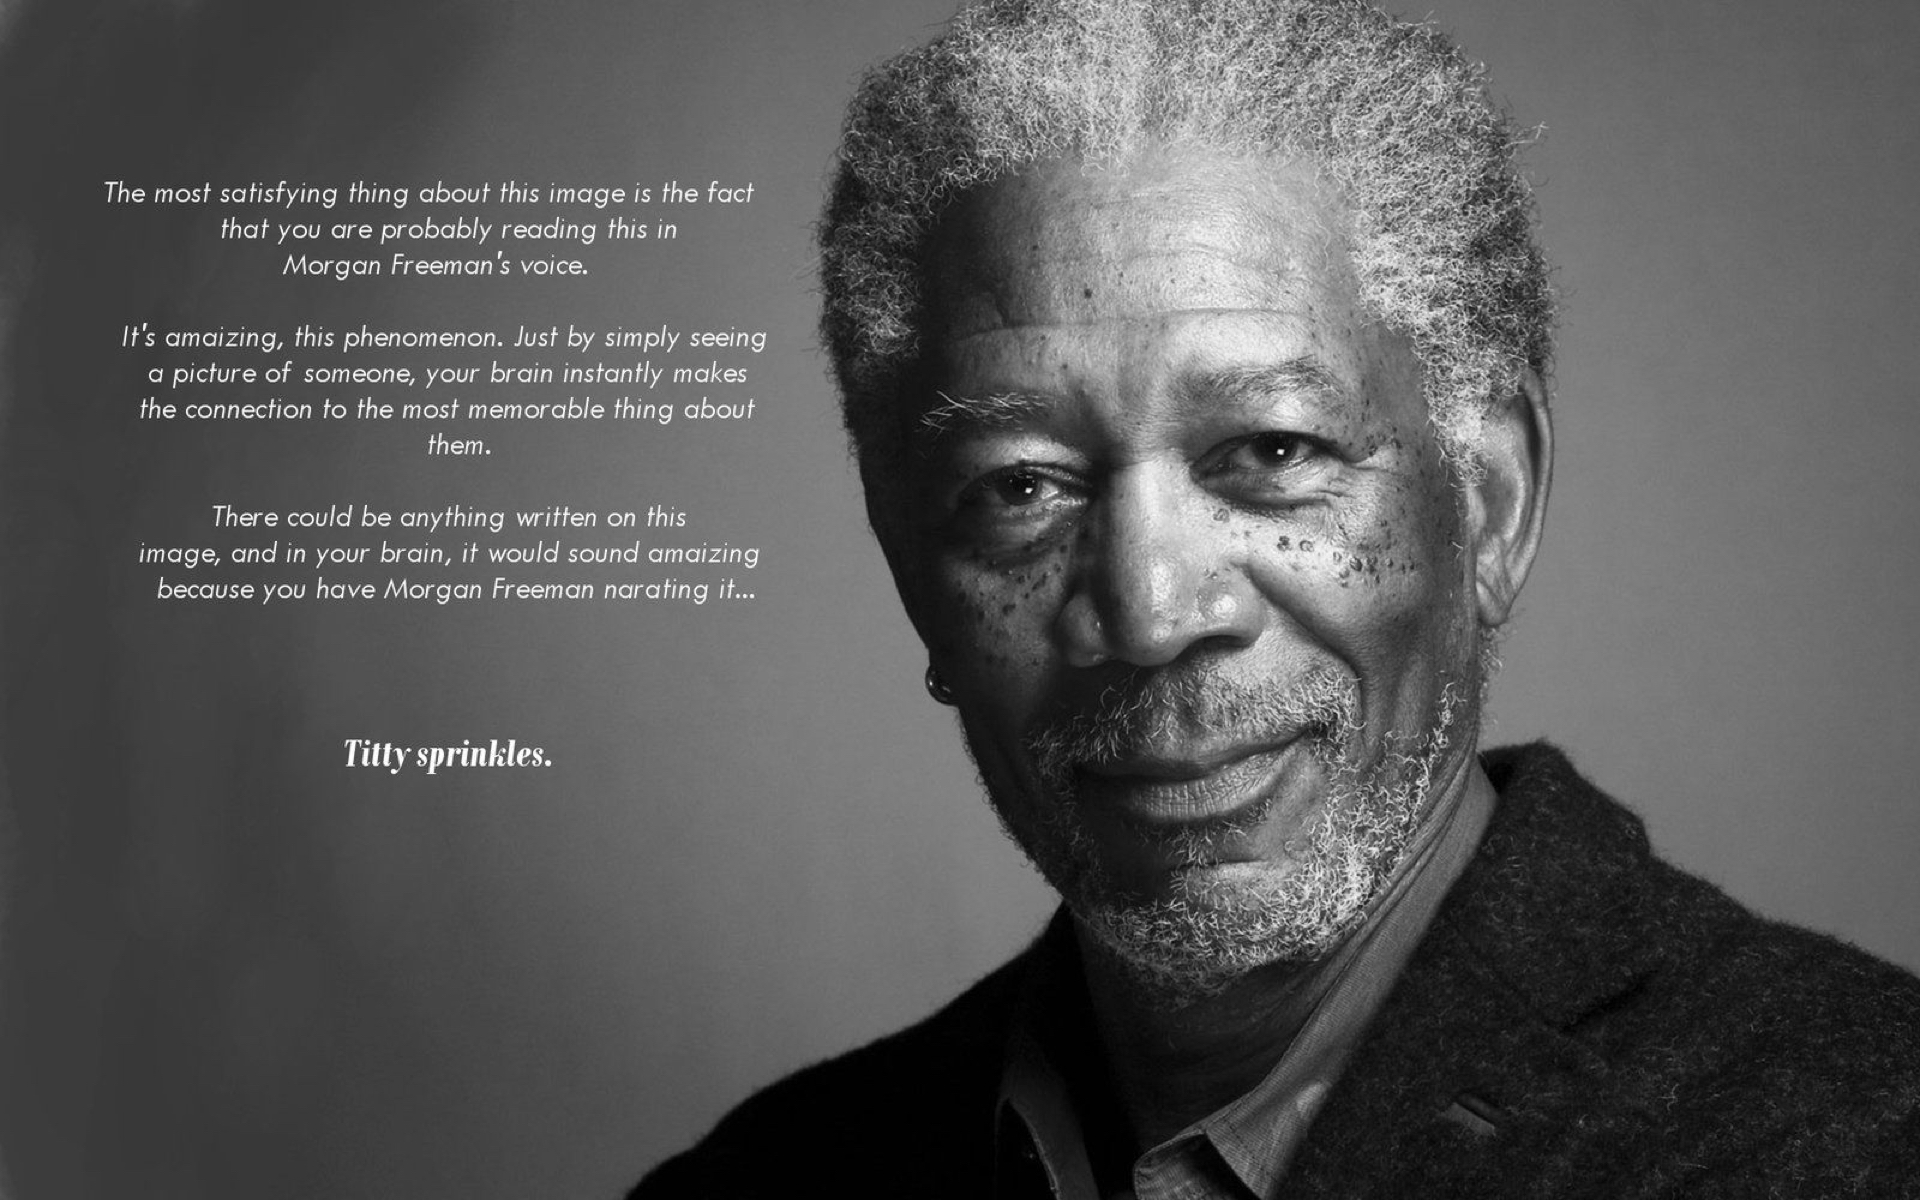 The most satisfying thing about this image is the fact
that you are probably reading this in
Morgan Freeman's voice.
It's amaizing, this phenomenon. Just by simply seeing
a picture of someone, your brain instantly makes
the connection to the most memorable thing about
them.
There could be anything written on this
image, and in your brain, it would sound amaizing
because you have Morgan Freeman narating it...
Titty sprinkles.